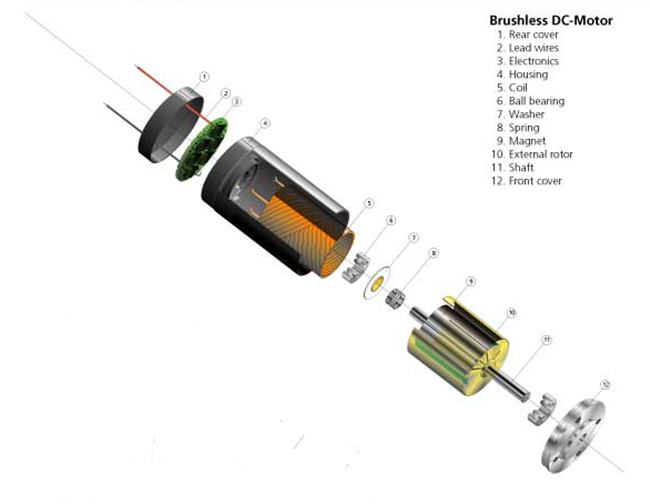 Brushless DC-Motor
1. Rear cover
2. Lead wires
3. Electronics
4. Housing
5. Coil
6. Ball bearing
7. Washer
8. Spring
9. Magnet
10. External rotor
11. Shaft
12. Front cover
1
2
3
4
5
6
7
8
9
10
11
12